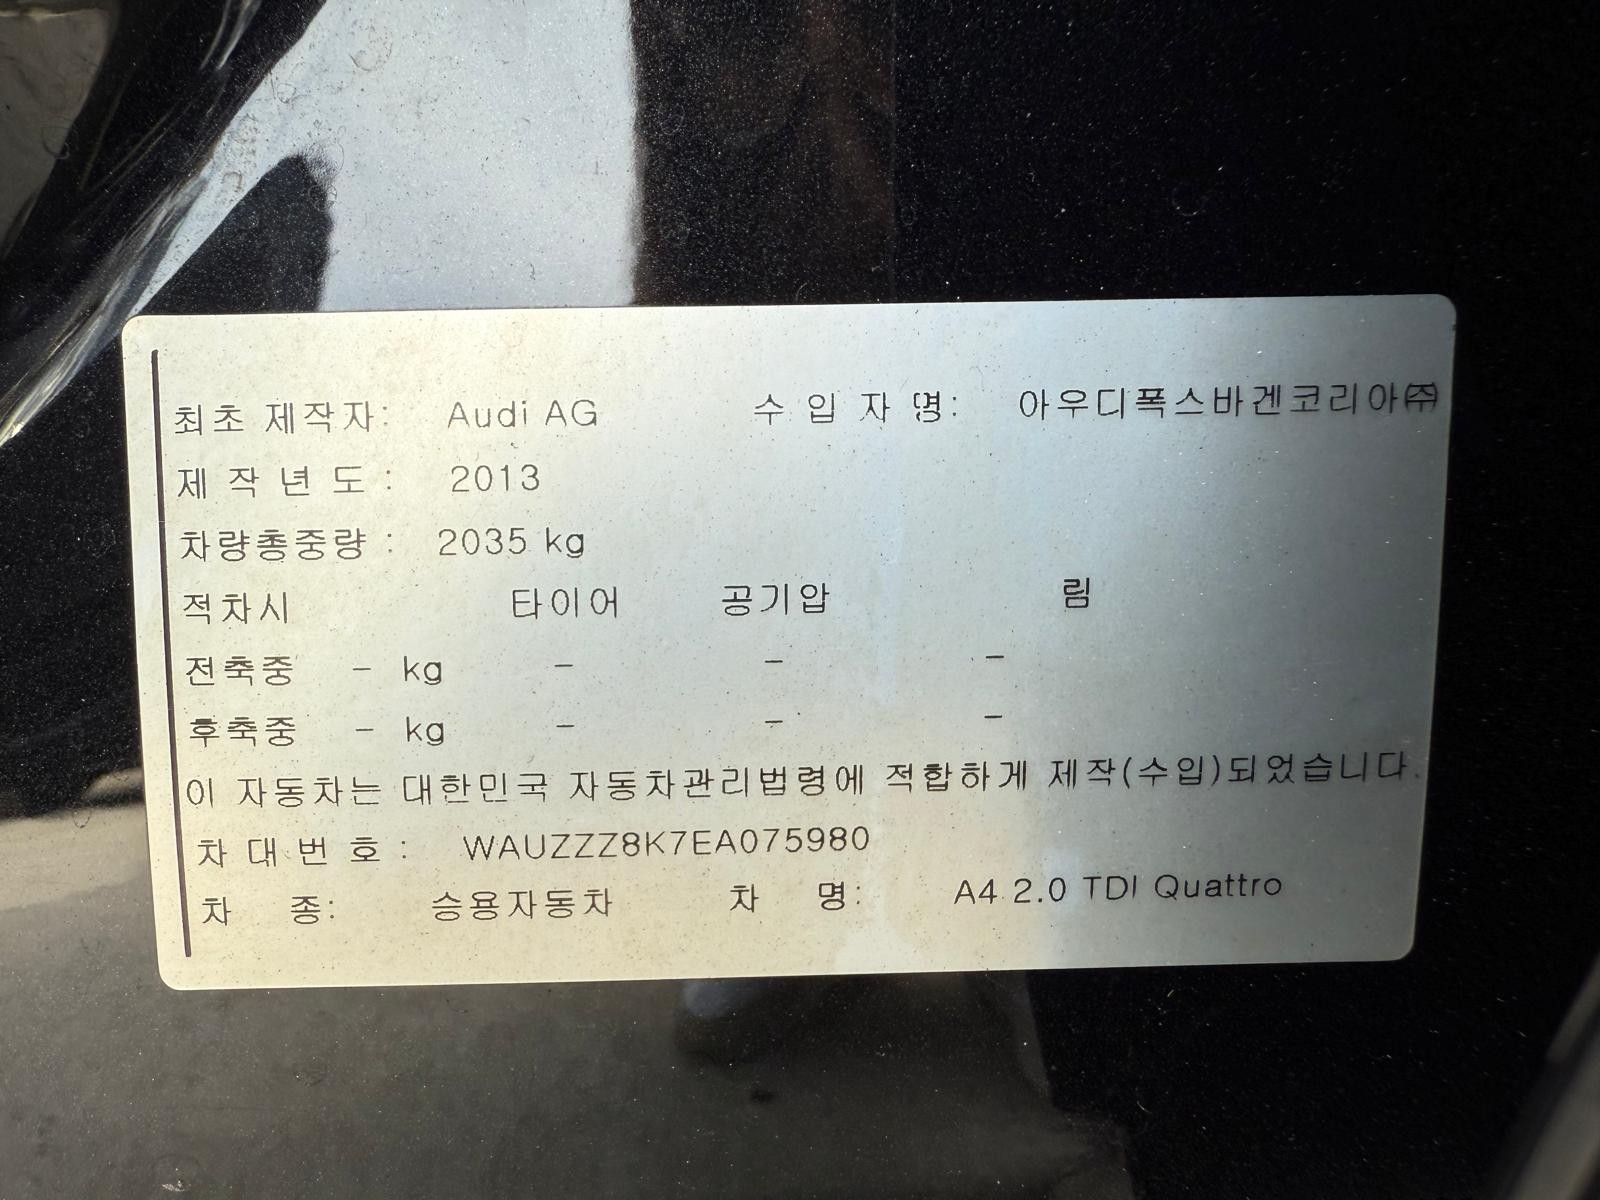 최초 제작자: Audi AG 수 입 자 명: 아우디폭스바겐코리아㈜
제 작 년 도 : 2013
차량총중량 : 2035 kg
적차시 타이어 공기압 림
전축중 - kg - - -
후축중 - kg - - -
이 자동차는 대한민국 자동차관리법령에 적합하게 제작(수입)되었습니다.
차 대 번 호 : WAUZZZ8K7EA075980
차 종: 승용자동차 차 명: A4 2.0 TDI Quattro